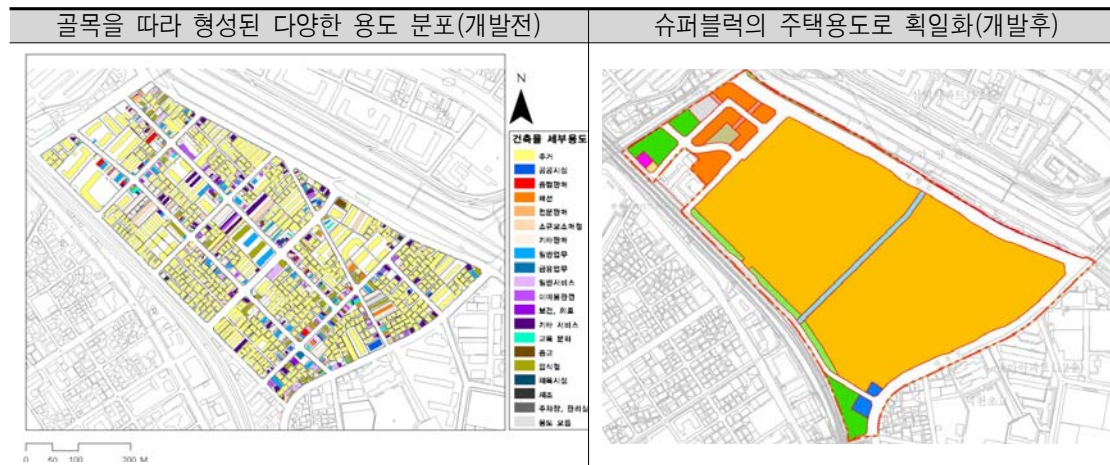 골목을 따라 형성된 다양한 용도 분포(개발전)
슈퍼블럭의 주택용도로 획일화(개발후)
N
건축물 세부용도
주거
공공시설
종합판매
패션
전문판매
소규모소매점
기타판매
일반업무
금융업무
일반서비스
이미용관련
보건, 의료
기타 서비스
교육 문화
종교
음식점
체육시설
제조
주차장, 관리실
용도 모름
0 50 100 200 M